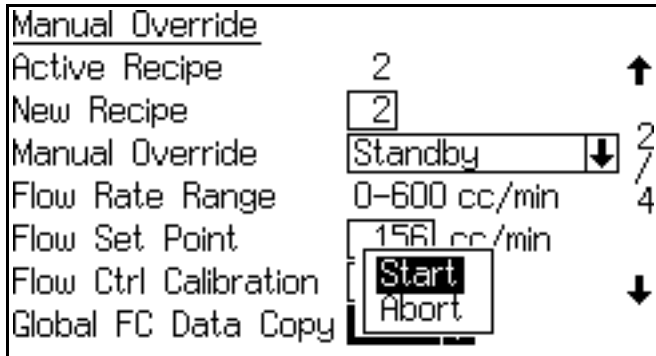 Manual Override
Active Recipe 2
New Recipe 2
Manual Override Standby
Flow Rate Range 0-600 cc/min
Flow Set Point 156 cc/min
Flow Ctrl Calibration Start
Abort
Global FC Data Copy
2/4